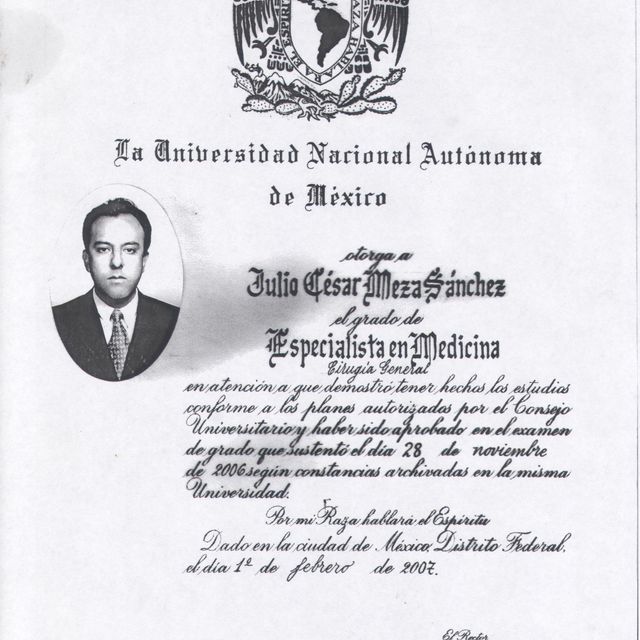 EL ESPIR
RAZA HABLARA
La Universidad Nacional Autónoma
de México
otorga a
Julio César Meza Sánchez
el grado de
Especialista en Medicina
Cirugía General
en atención a que demostró tener hechos los estudios
conforme a los planes autorizados por el Consejo
Universitario y haber sido aprobado en el examen
de grado que sustentó el día 28 de noviembre
de 2006 según constancias archivadas en la misma
Universidad.
Por mi Raza hablará el Espíritu
Dado en la ciudad de México, Distrito Federal,
el día 1º de febrero de 2007.
El Rector